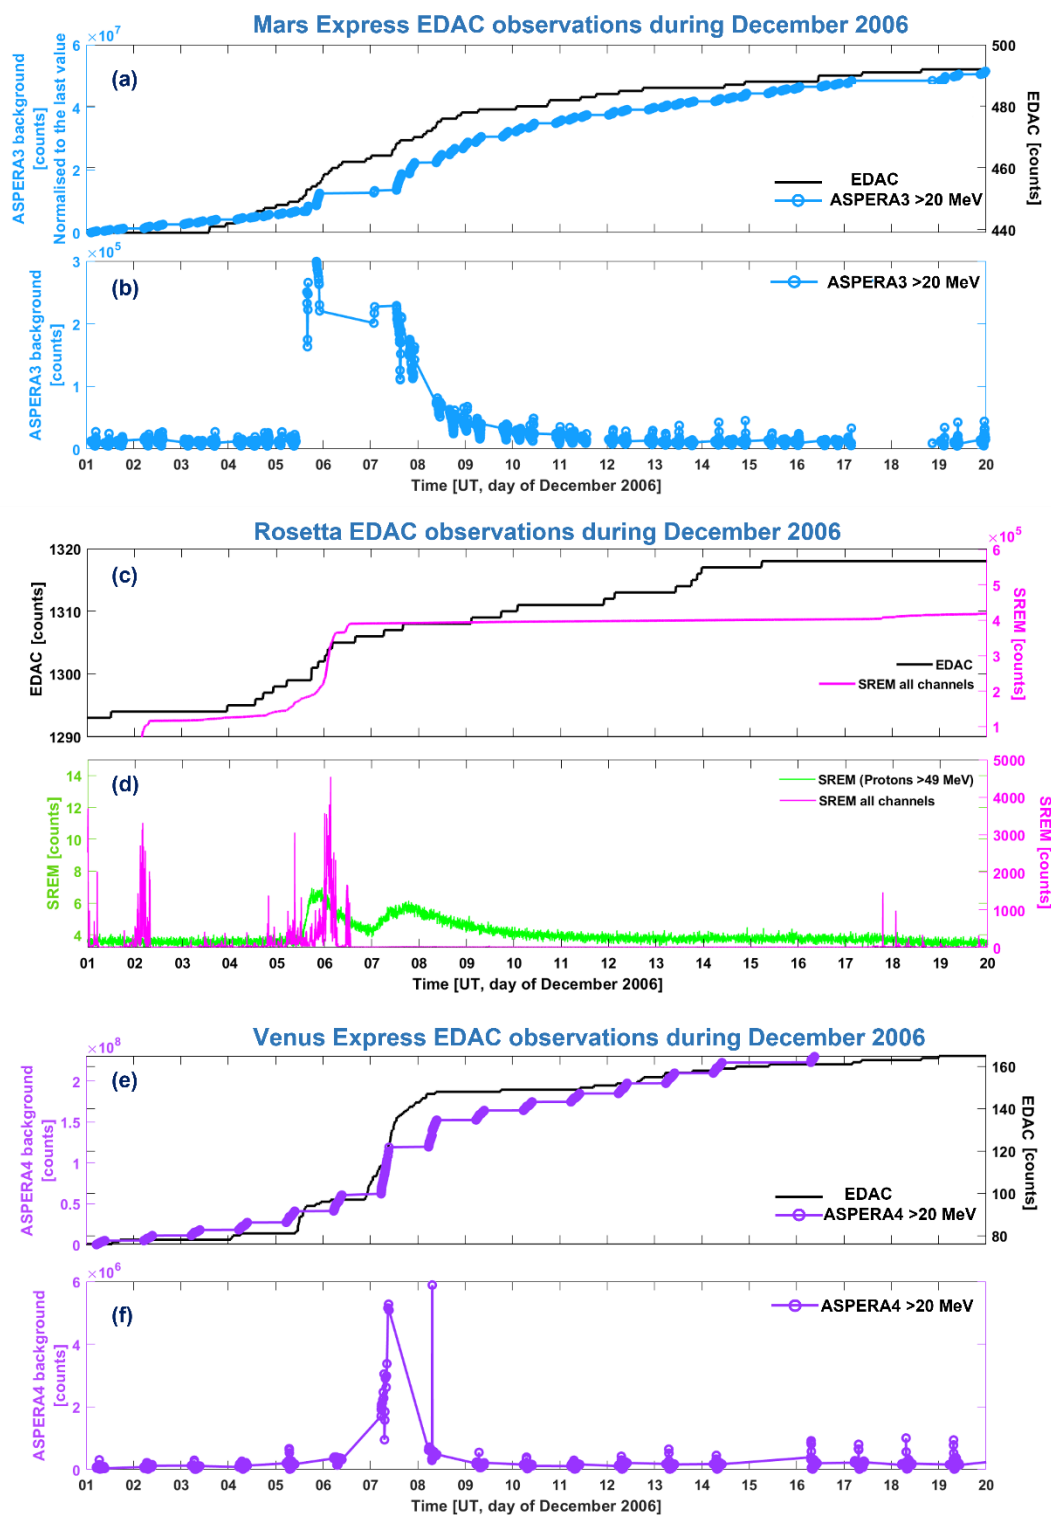 Mars Express EDAC observations during December 2006
×10⁷
(a)
ASPERA3 background
[counts]
Normalised to the last value
6
4
2
0
500
480
460
440
EDAC [counts]
EDAC
ASPERA3 >20 MeV
×10⁵
(b)
ASPERA3 background
[counts]
3
2
1
0
ASPERA3 >20 MeV
01 02 03 04 05 06 07 08 09 10 11 12 13 14 15 16 17 18 19 20
Time [UT, day of December 2006]
Rosetta EDAC observations during December 2006
(c)
EDAC [counts]
1320
1310
1300
1290
×10⁵
6
5
4
3
2
1
SREM [counts]
EDAC
SREM all channels
(d)
SREM [counts]
14
12
10
8
6
4
5000
4000
3000
2000
1000
0
SREM [counts]
SREM (Protons >49 MeV)
SREM all channels
01 02 03 04 05 06 07 08 09 10 11 12 13 14 15 16 17 18 19 20
Time [UT, day of December 2006]
Venus Express EDAC observations during December 2006
×10⁸
(e)
ASPERA4 background
[counts]
2
1.5
1
0.5
0
160
140
120
100
80
EDAC [counts]
EDAC
ASPERA4 >20 MeV
×10⁶
(f)
ASPERA4 background
[counts]
6
4
2
0
ASPERA4 >20 MeV
01 02 03 04 05 06 07 08 09 10 11 12 13 14 15 16 17 18 19 20
Time [UT, day of December 2006]